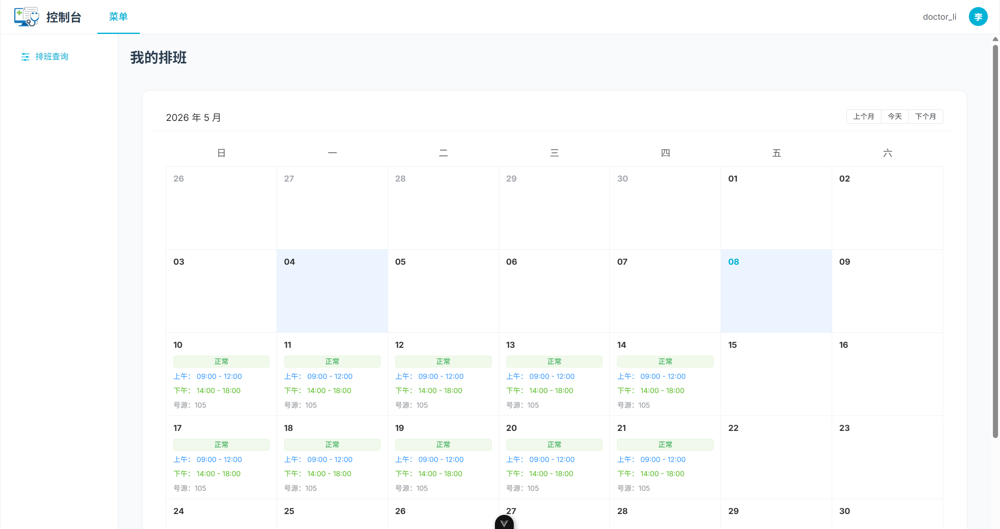 控制台
菜单
doctor_li
李
排班查询
我的排班
2026 年 5 月
上个月 今天 下个月
日 一 二 三 四 五 六
26 27 28 29 30 01 02
03 04 05 06 07 08 09
10 11 12 13 14 15 16
正常 正常 正常 正常 正常
上午： 09:00 - 12:00 上午： 09:00 - 12:00 上午： 09:00 - 12:00 上午： 09:00 - 12:00 上午： 09:00 - 12:00
下午： 14:00 - 18:00 下午： 14:00 - 18:00 下午： 14:00 - 18:00 下午： 14:00 - 18:00 下午： 14:00 - 18:00
号源：105 号源：105 号源：105 号源：105 号源：105
17 18 19 20 21 22 23
正常 正常 正常 正常 正常
上午： 09:00 - 12:00 上午： 09:00 - 12:00 上午： 09:00 - 12:00 上午： 09:00 - 12:00 上午： 09:00 - 12:00
下午： 14:00 - 18:00 下午： 14:00 - 18:00 下午： 14:00 - 18:00 下午： 14:00 - 18:00 下午： 14:00 - 18:00
号源：105 号源：105 号源：105 号源：105 号源：105
24 25 26 27 28 29 30